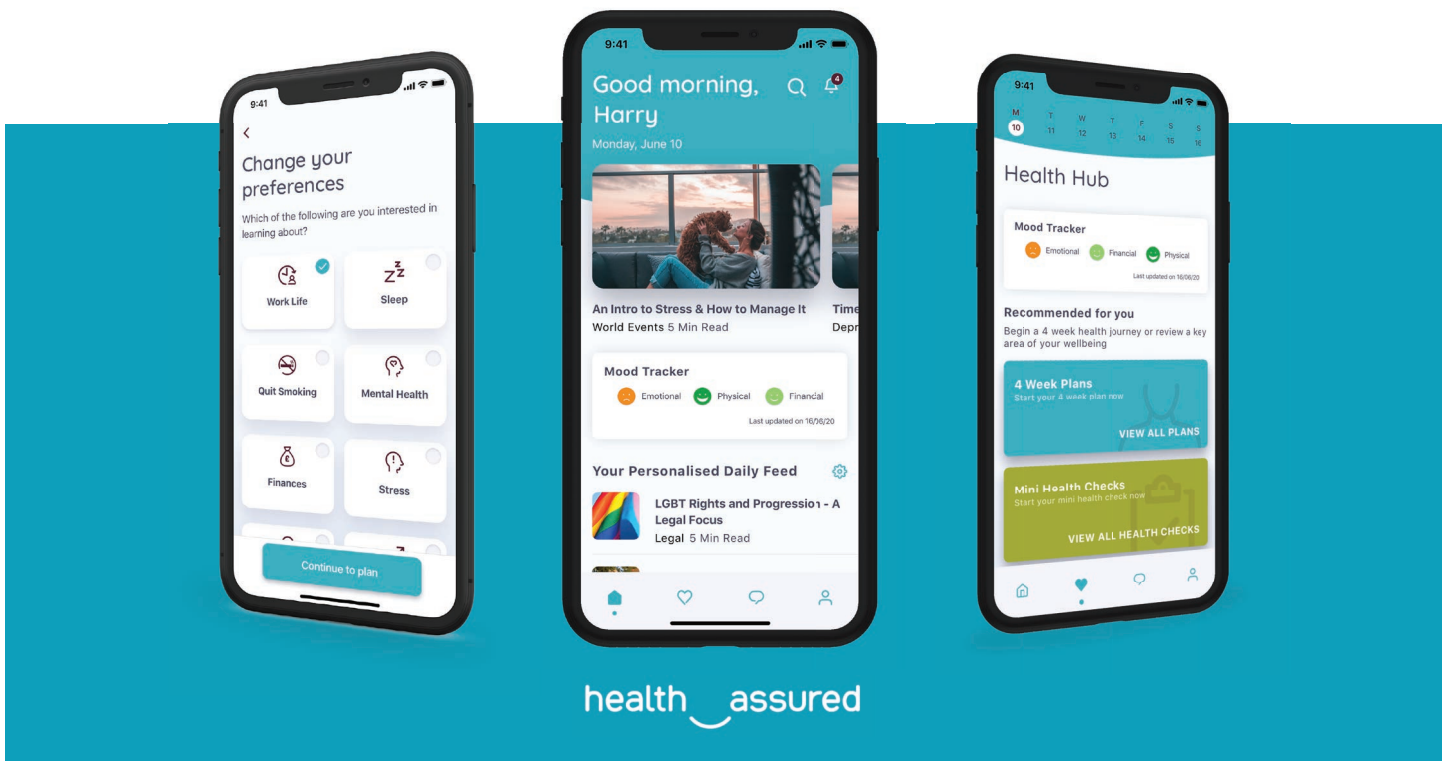 9:41
Change your
preferences
Which of the following are you interested in
learning about?
Work Life
Sleep
Quit Smoking
Mental Health
Finances
Stress
Continue to plan
9:41
Good morning,
Harry
4
Monday, June 10
An Intro to Stress & How to Manage It
World Events 5 Min Read
Time
Depr
Mood Tracker
Emotional Physical Financial
Last updated on 16/06/20
Your Personalised Daily Feed
LGBT Rights and Progression - A
Legal Focus
Legal 5 Min Read
9:41
M T W T F S S
10 11 12 13 14 15 16
Health Hub
Mood Tracker
Emotional Financial Physical
Last updated on 16/06/20
Recommended for you
Begin a 4 week health journey or review a key
area of your wellbeing
4 Week Plans
Start your 4 week plan now
VIEW ALL PLANS
Mini Health Checks
Start your mini health check now
VIEW ALL HEALTH CHECKS
health assured